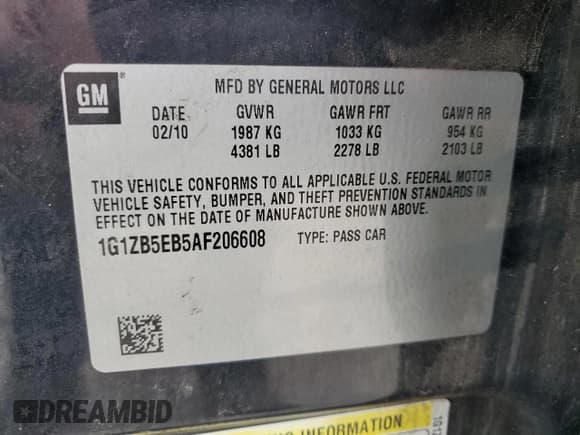 GM
®
MFD BY GENERAL MOTORS LLC
DATE GVWR GAWR FRT GAWR RR
02/10 1987 KG 1033 KG 954 KG
4381 LB 2278 LB 2103 LB
THIS VEHICLE CONFORMS TO ALL APPLICABLE U.S. FEDERAL MOTOR
VEHICLE SAFETY, BUMPER, AND THEFT PREVENTION STANDARDS IN
EFFECT ON THE DATE OF MANUFACTURE SHOWN ABOVE.
1G1ZB5EB5AF206608 TYPE: PASS CAR
DREAMBID
INFORMATION